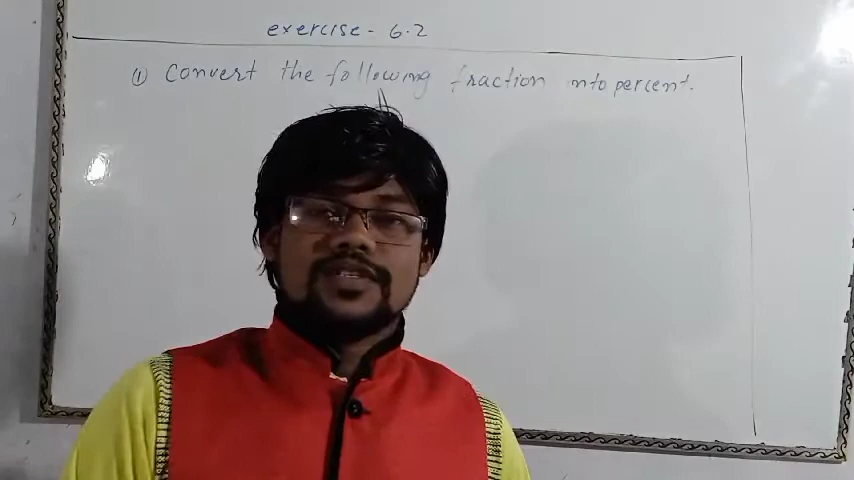 exercise - 6.2
① Convert the following fraction into percent.